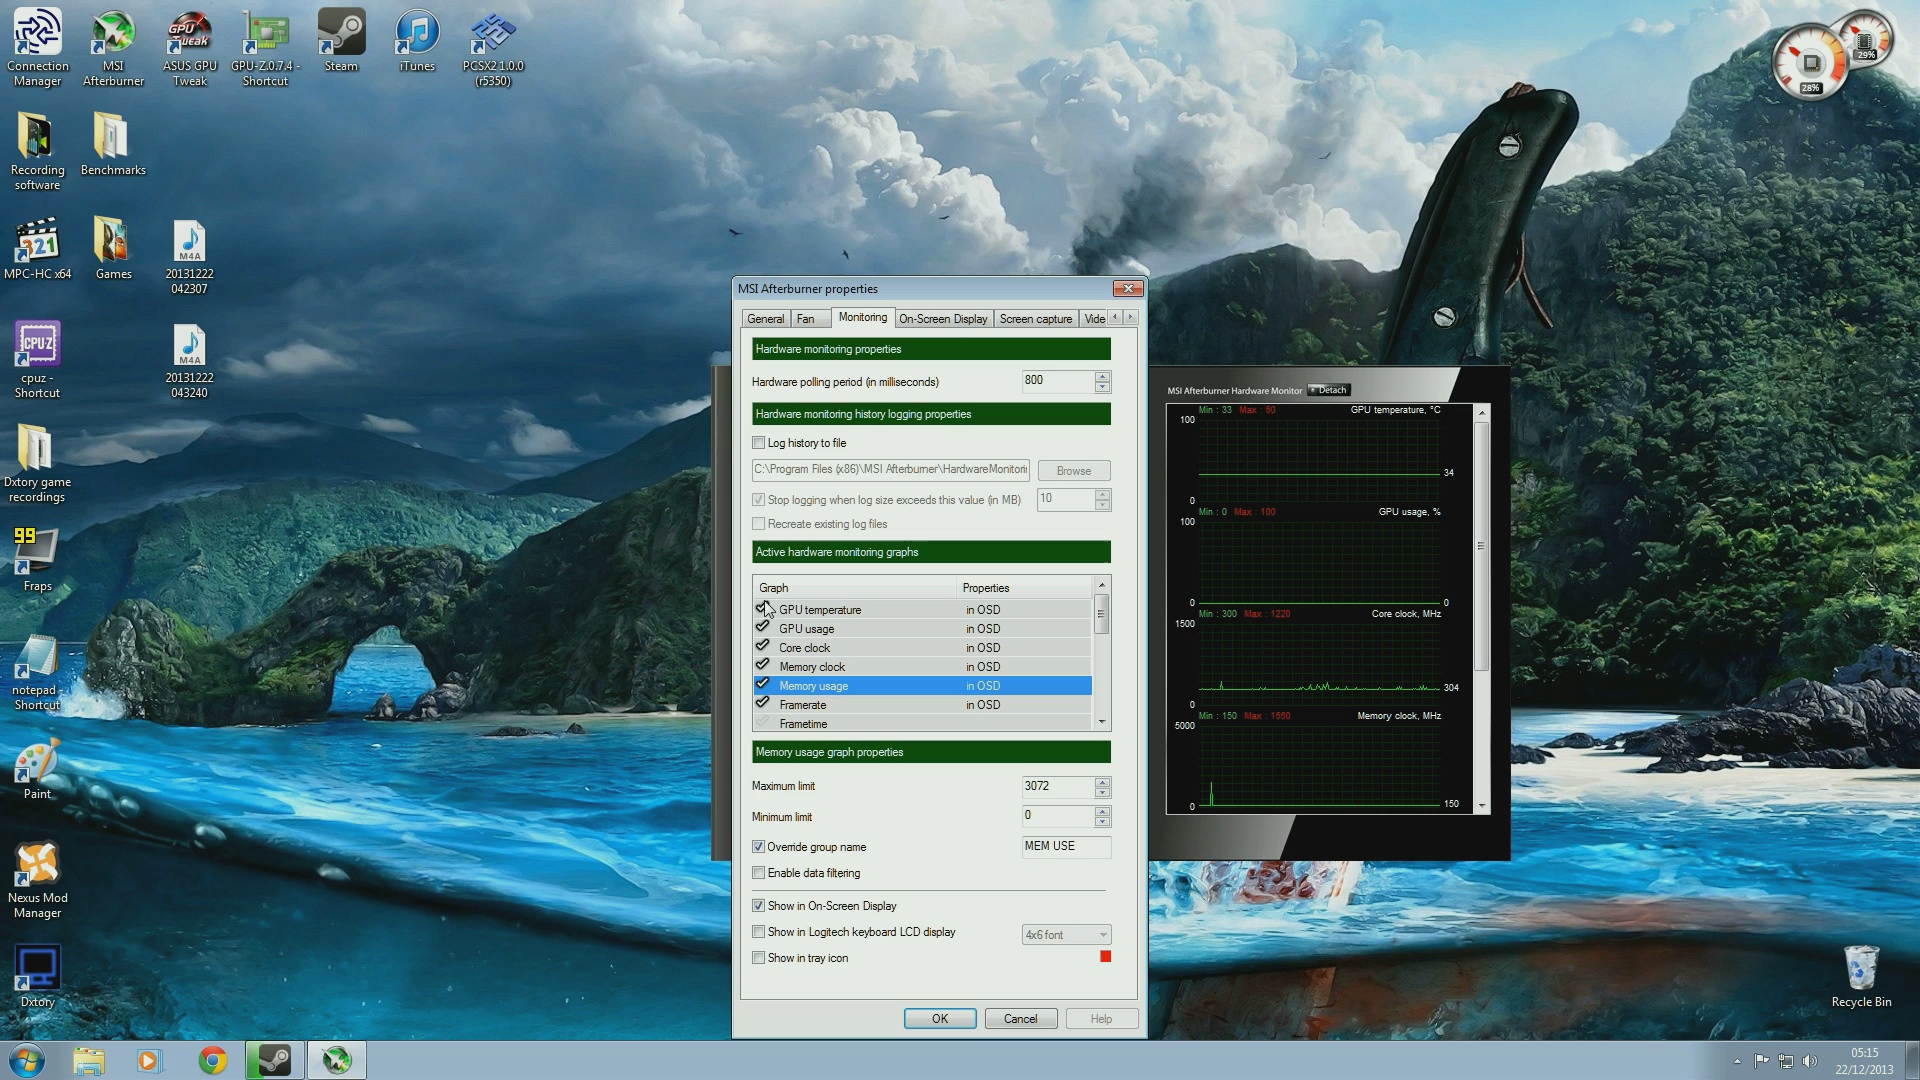 Connection
Manager
MSI
Afterburner
GPU
Tweak
ASUS GPU
Tweak
GPU-Z.0.7.4 -
Shortcut
Steam
iTunes
PCSX2 1.0.0
(r5350)
29%
28%
Recording
software
Benchmarks
321
MPC-HC x64
Games
M4A
20131222
042307
CPU-Z
cpuz -
Shortcut
M4A
20131222
043240
Dxtory game
recordings
99
Fraps
notepad -
Shortcut
Paint
Nexus Mod
Manager
Dxtory
Recycle Bin
MSI Afterburner properties
General Fan Monitoring On-Screen Display Screen capture Vide
Hardware monitoring properties
Hardware polling period (in milliseconds) 800
Hardware monitoring history logging properties
Log history to file
C:\Program Files (x86)\MSI Afterburner\HardwareMonitori Browse
Stop logging when log size exceeds this value (in MB) 10
Recreate existing log files
Active hardware monitoring graphs
Graph Properties
GPU temperature in OSD
GPU usage in OSD
Core clock in OSD
Memory clock in OSD
Memory usage in OSD
Framerate in OSD
Frametime
Memory usage graph properties
Maximum limit 3072
Minimum limit 0
Override group name MEM USE
Enable data filtering
Show in On-Screen Display
Show in Logitech keyboard LCD display 4x6 font
Show in tray icon
OK Cancel Help
MSI Afterburner Hardware Monitor Detach
Min : 33 Max : 60 GPU temperature, °C
100
34
0
Min : 0 Max : 100 GPU usage, %
100
0 0
Min : 300 Max : 1220 Core clock, MHz
1500
304
0
Min : 150 Max : 1550 Memory clock, MHz
5000
150
0
05:15
22/12/2013